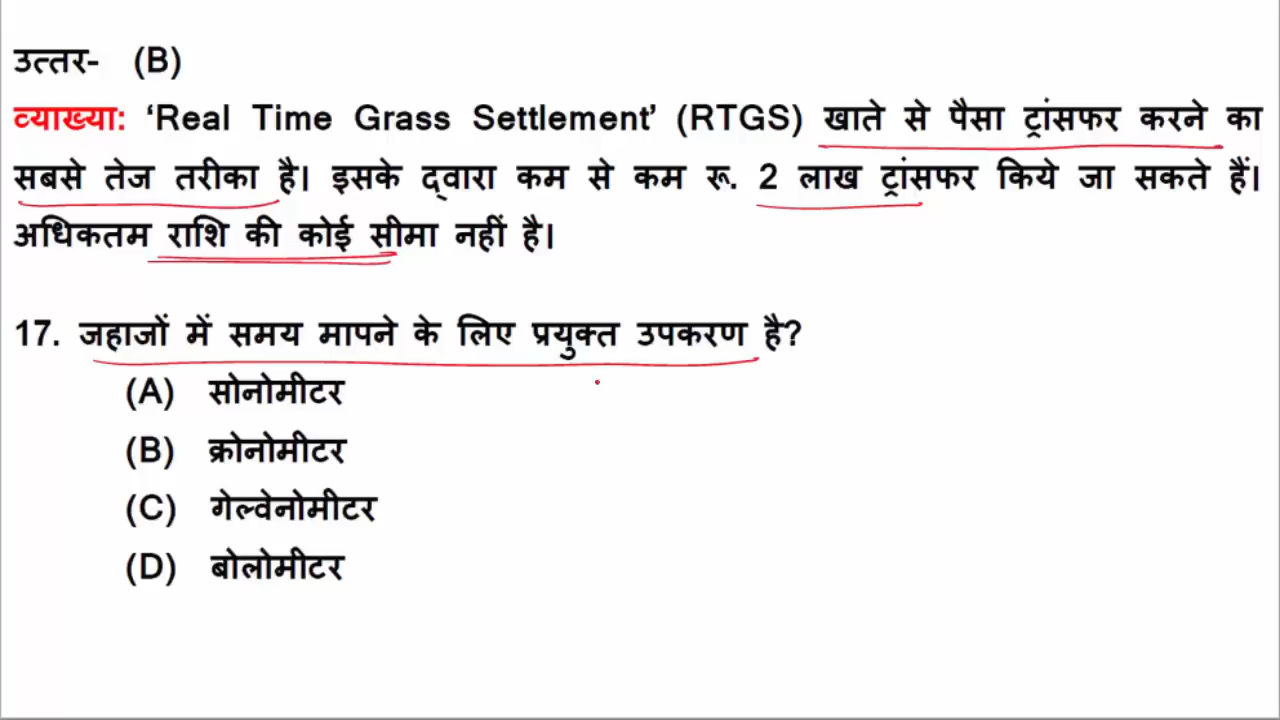 उत्तर- (B)
व्याख्या: ‘Real Time Grass Settlement’ (RTGS) खाते से पैसा ट्रांसफर करने का
सबसे तेज तरीका है। इसके द्वारा कम से कम रू. 2 लाख ट्रांसफर किये जा सकते हैं।
अधिकतम राशि की कोई सीमा नहीं है।
17. जहाजों में समय मापने के लिए प्रयुक्त उपकरण है?
(A) सोनोमीटर
(B) क्रोनोमीटर
(C) गेल्वेनोमीटर
(D) बोलोमीटर